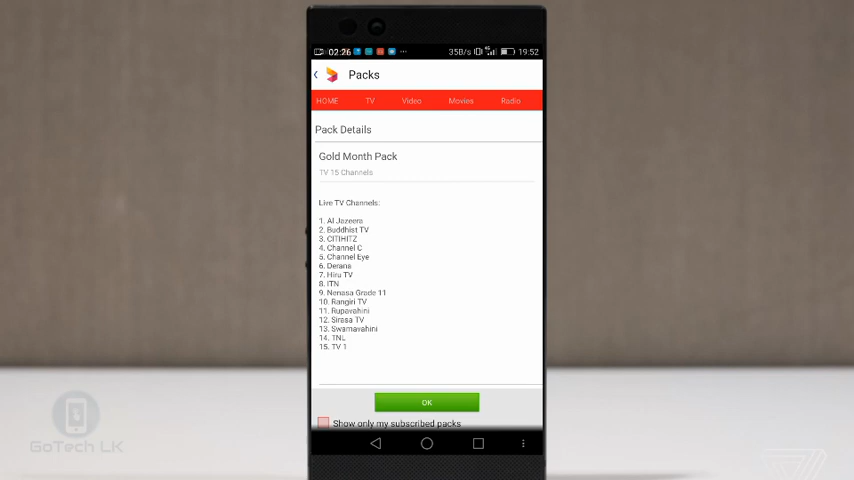 02:26
35B/s
19:52
Packs
HOME TV Video Movies Radio
Pack Details
Gold Month Pack
TV 15 Channels
Live TV Channels:
1. Al Jazeera
2. Buddhist TV
3. CITIHITZ
4. Channel C
5. Channel Eye
6. Derana
7. Hiru TV
8. ITN
9. Nenasa Grade 11
10. Rangiri TV
11. Rupavahini
12. Sirasa TV
13. Swarnavahini
14. TNL
15. TV 1
OK
Show only my subscribed packs
GoTech LK